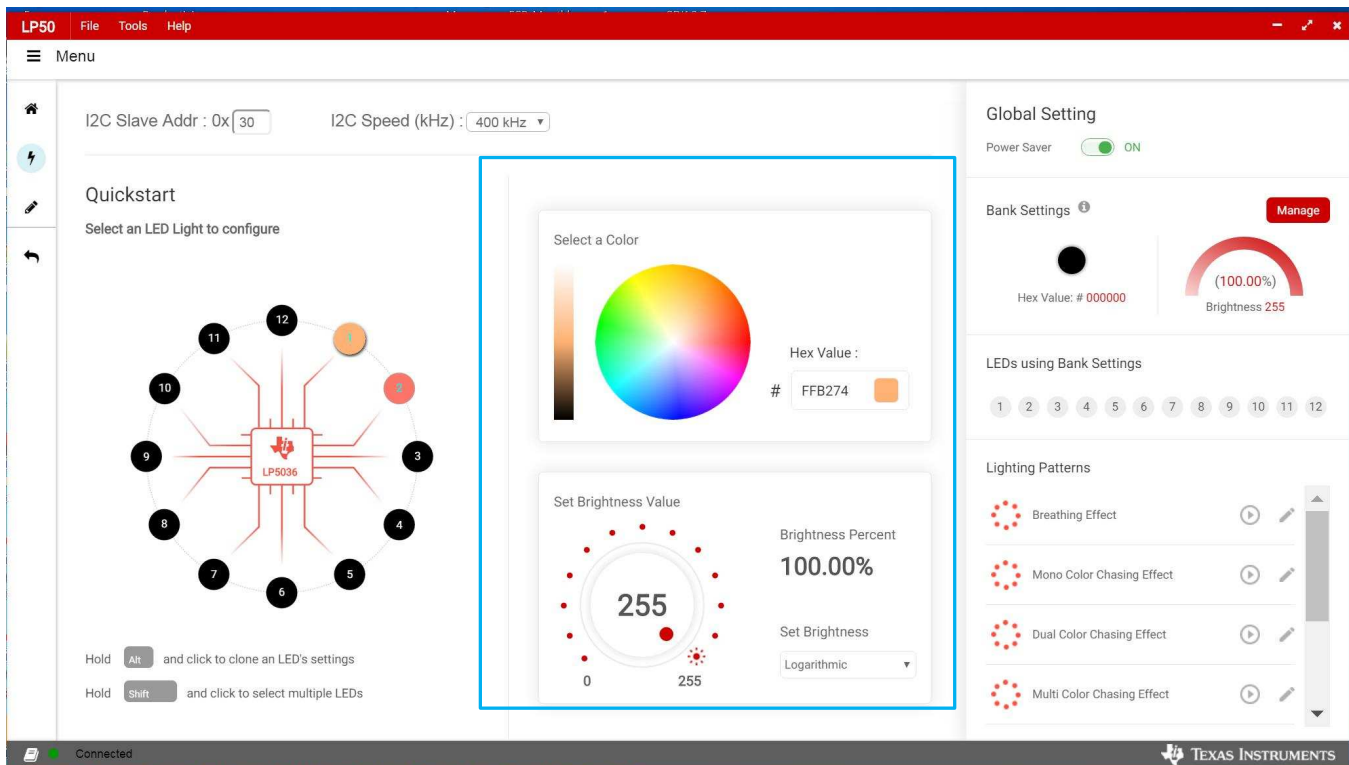 LP50 File Tools Help
Menu
I2C Slave Addr : 0x 30 I2C Speed (kHz) : 400 kHz
Quickstart
Select an LED Light to configure
12
11
1
10
2
9
3
LP5036
8
4
7
5
6
Hold Alt and click to clone an LED's settings
Hold Shift and click to select multiple LEDs
Select a Color
Hex Value :
# FFB274
Set Brightness Value
Brightness Percent
100.00%
255
Set Brightness
Logarithmic
0 255
Global Setting
Power Saver ON
Bank Settings Manage
(100.00%)
Hex Value: # 000000
Brightness 255
LEDs using Bank Settings
1 2 3 4 5 6 7 8 9 10 11 12
Lighting Patterns
Breathing Effect
Mono Color Chasing Effect
Dual Color Chasing Effect
Multi Color Chasing Effect
Connected
TEXAS INSTRUMENTS